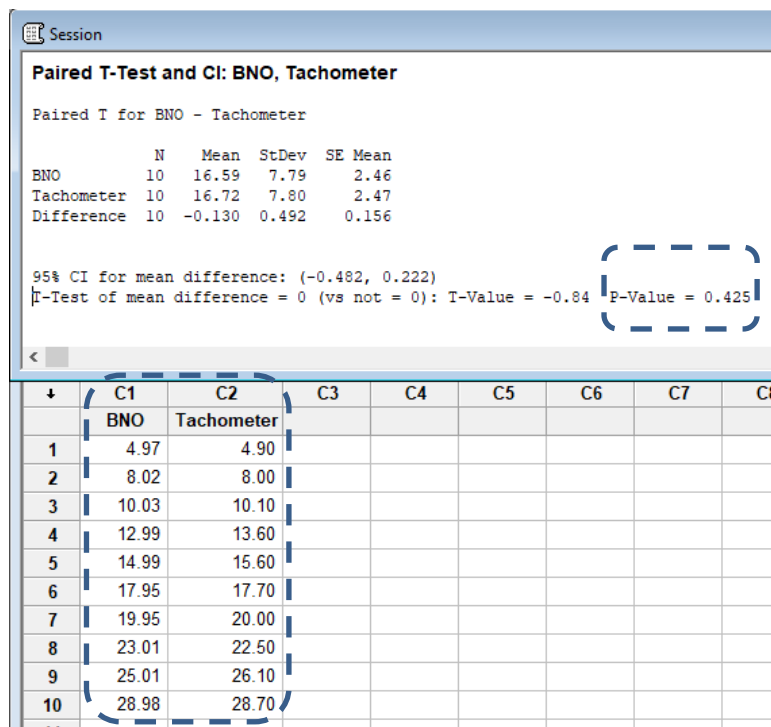 Session
Paired T-Test and CI: BNO, Tachometer
Paired T for BNO - Tachometer
N Mean StDev SE Mean
BNO 10 16.59 7.79 2.46
Tachometer 10 16.72 7.80 2.47
Difference 10 -0.130 0.492 0.156
95% CI for mean difference: (-0.482, 0.222)
T-Test of mean difference = 0 (vs not = 0): T-Value = -0.84 P-Value = 0.425
C1 C2 C3 C4 C5 C6 C7
BNO Tachometer
1 4.97 4.90
2 8.02 8.00
3 10.03 10.10
4 12.99 13.60
5 14.99 15.60
6 17.95 17.70
7 19.95 20.00
8 23.01 22.50
9 25.01 26.10
10 28.98 28.70